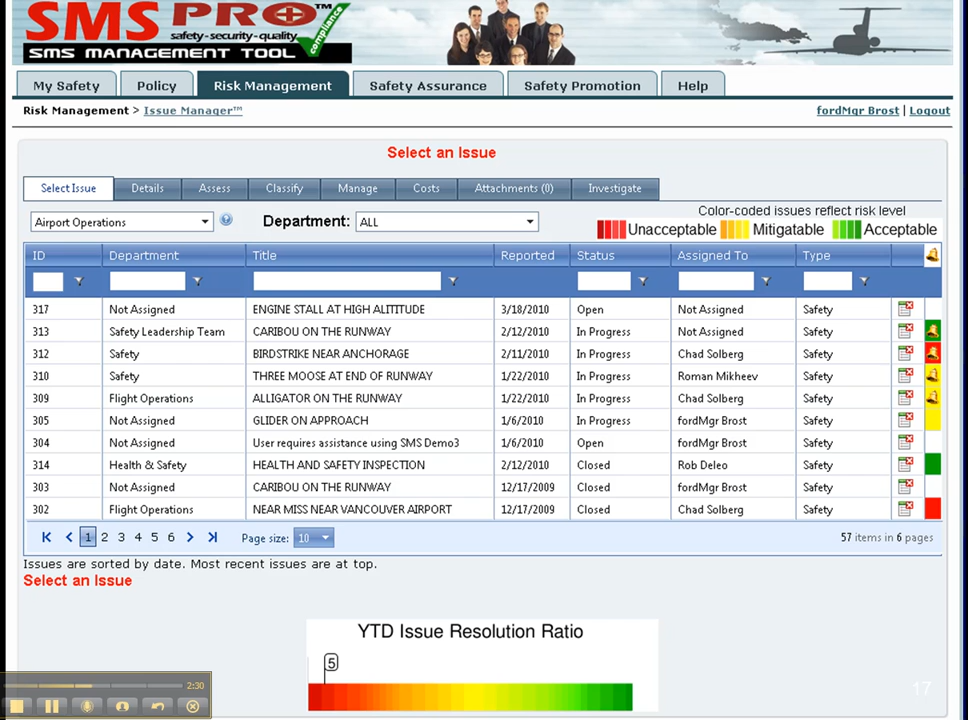 SMS PRO™
safety-security-quality
compliance
SMS MANAGEMENT TOOL
My Safety Policy Risk Management Safety Assurance Safety Promotion Help
Risk Management > Issue Manager™ fordMgr Brost | Logout
Select an Issue
Select Issue Details Assess Classify Manage Costs Attachments (0) Investigate
Color-coded issues reflect risk level
Airport Operations Department: ALL Unacceptable Mitigatable Acceptable
ID Department Title Reported Status Assigned To Type
317 Not Assigned ENGINE STALL AT HIGH ALITITUDE 3/18/2010 Open Not Assigned Safety
313 Safety Leadership Team CARIBOU ON THE RUNWAY 2/12/2010 In Progress Not Assigned Safety
312 Safety BIRDSTRIKE NEAR ANCHORAGE 2/11/2010 In Progress Chad Solberg Safety
310 Safety THREE MOOSE AT END OF RUNWAY 1/22/2010 In Progress Roman Mikheev Safety
309 Flight Operations ALLIGATOR ON THE RUNWAY 1/22/2010 In Progress Chad Solberg Safety
305 Not Assigned GLIDER ON APPROACH 1/6/2010 In Progress fordMgr Brost Safety
304 Not Assigned User requires assistance using SMS Demo3 1/6/2010 Open fordMgr Brost Safety
314 Health & Safety HEALTH AND SAFETY INSPECTION 2/12/2010 Closed Rob Deleo Safety
303 Not Assigned CARIBOU ON THE RUNWAY 12/17/2009 Closed fordMgr Brost Safety
302 Flight Operations NEAR MISS NEAR VANCOUVER AIRPORT 12/17/2009 Closed Chad Solberg Safety
1 2 3 4 5 6 Page size: 10 57 items in 6 pages
Issues are sorted by date. Most recent issues are at top.
Select an Issue
YTD Issue Resolution Ratio
5
2:30
17